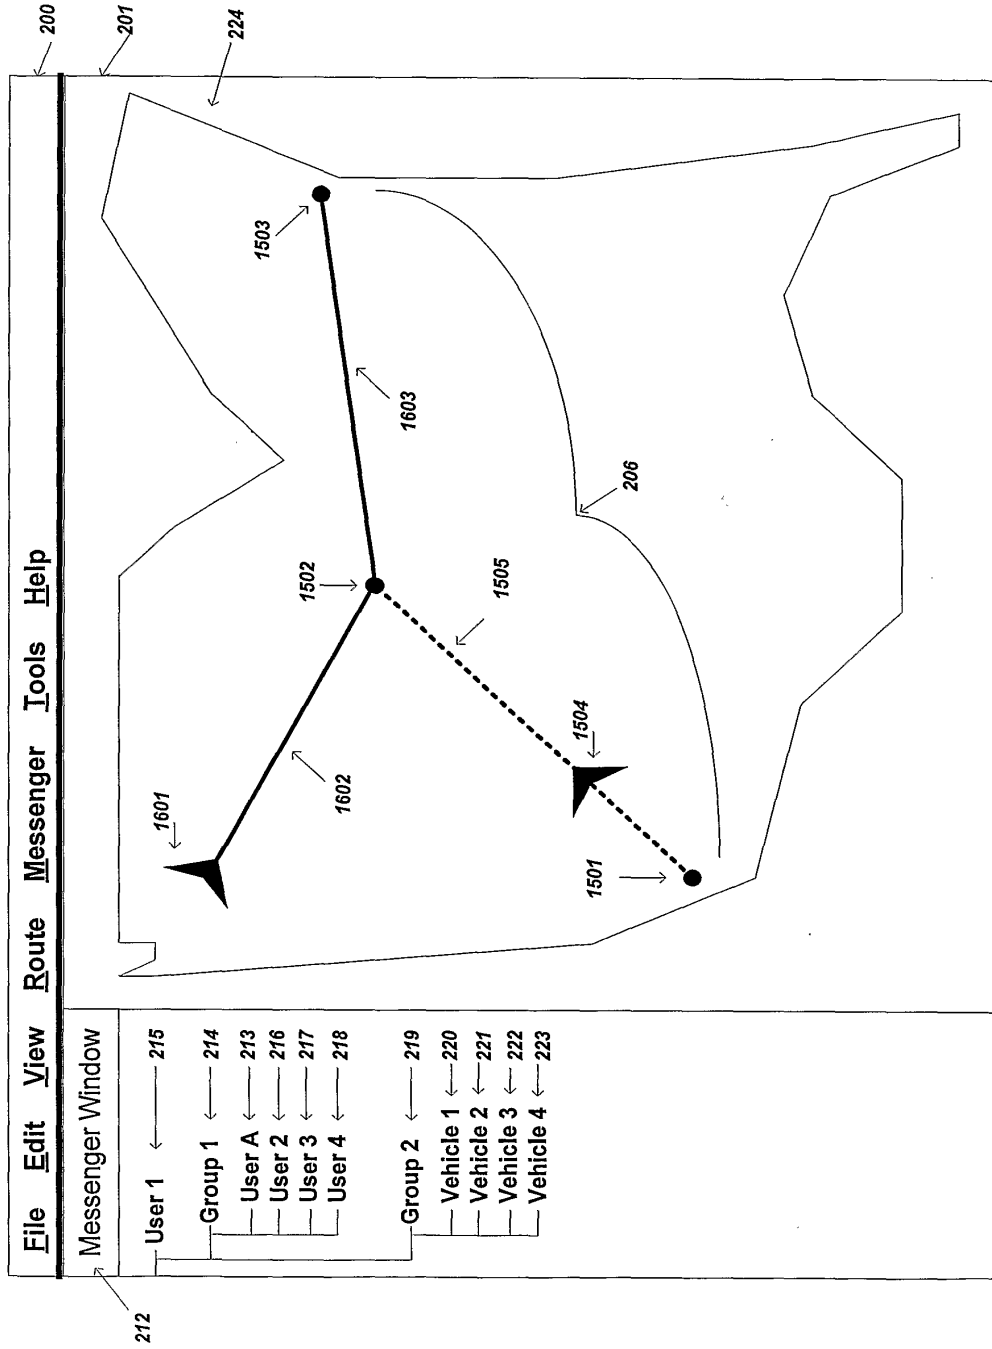 File Edit View Route Messenger Tools Help
200
201
224
Messenger Window
212
User 1
215
Group 1
214
User A
213
User 2
216
User 3
217
User 4
218
Group 2
219
Vehicle 1
220
Vehicle 2
221
Vehicle 3
222
Vehicle 4
223
1601
1602
1502
1503
1603
206
1505
1504
1501